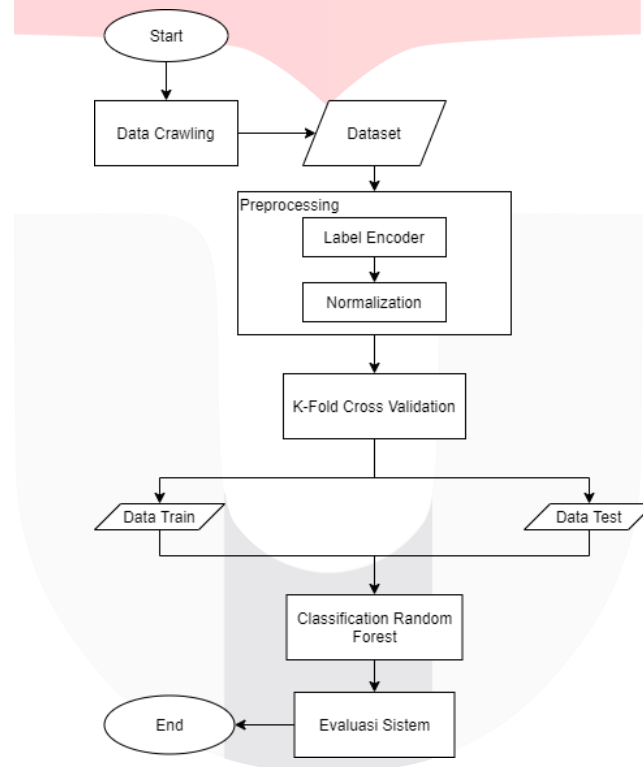 Start
Data Crawling
Dataset
Preprocessing
Label Encoder
Normalization
K-Fold Cross Validation
Data Train
Data Test
Classification Random
Forest
End
Evaluasi Sistem